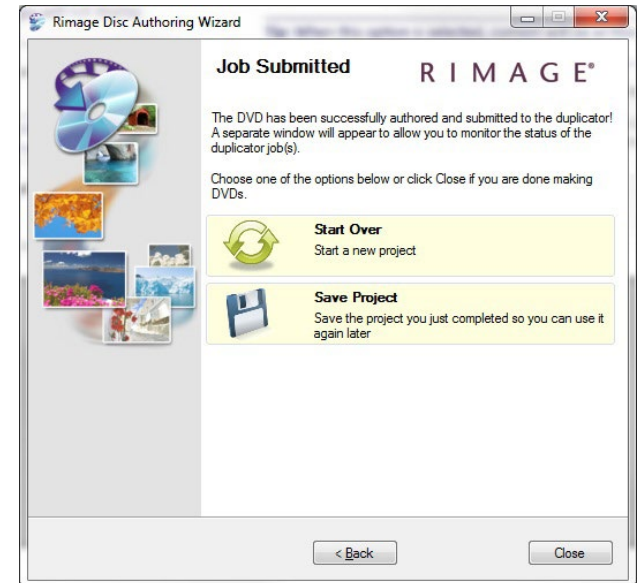 Rimage Disc Authoring Wizard
Job Submitted
RIMAGE®
The DVD has been successfully authored and submitted to the duplicator!
A separate window will appear to allow you to monitor the status of the
duplicator job(s).
Choose one of the options below or click Close if you are done making
DVDs.
Start Over
Start a new project
Save Project
Save the project you just completed so you can use it
again later
< Back
Close